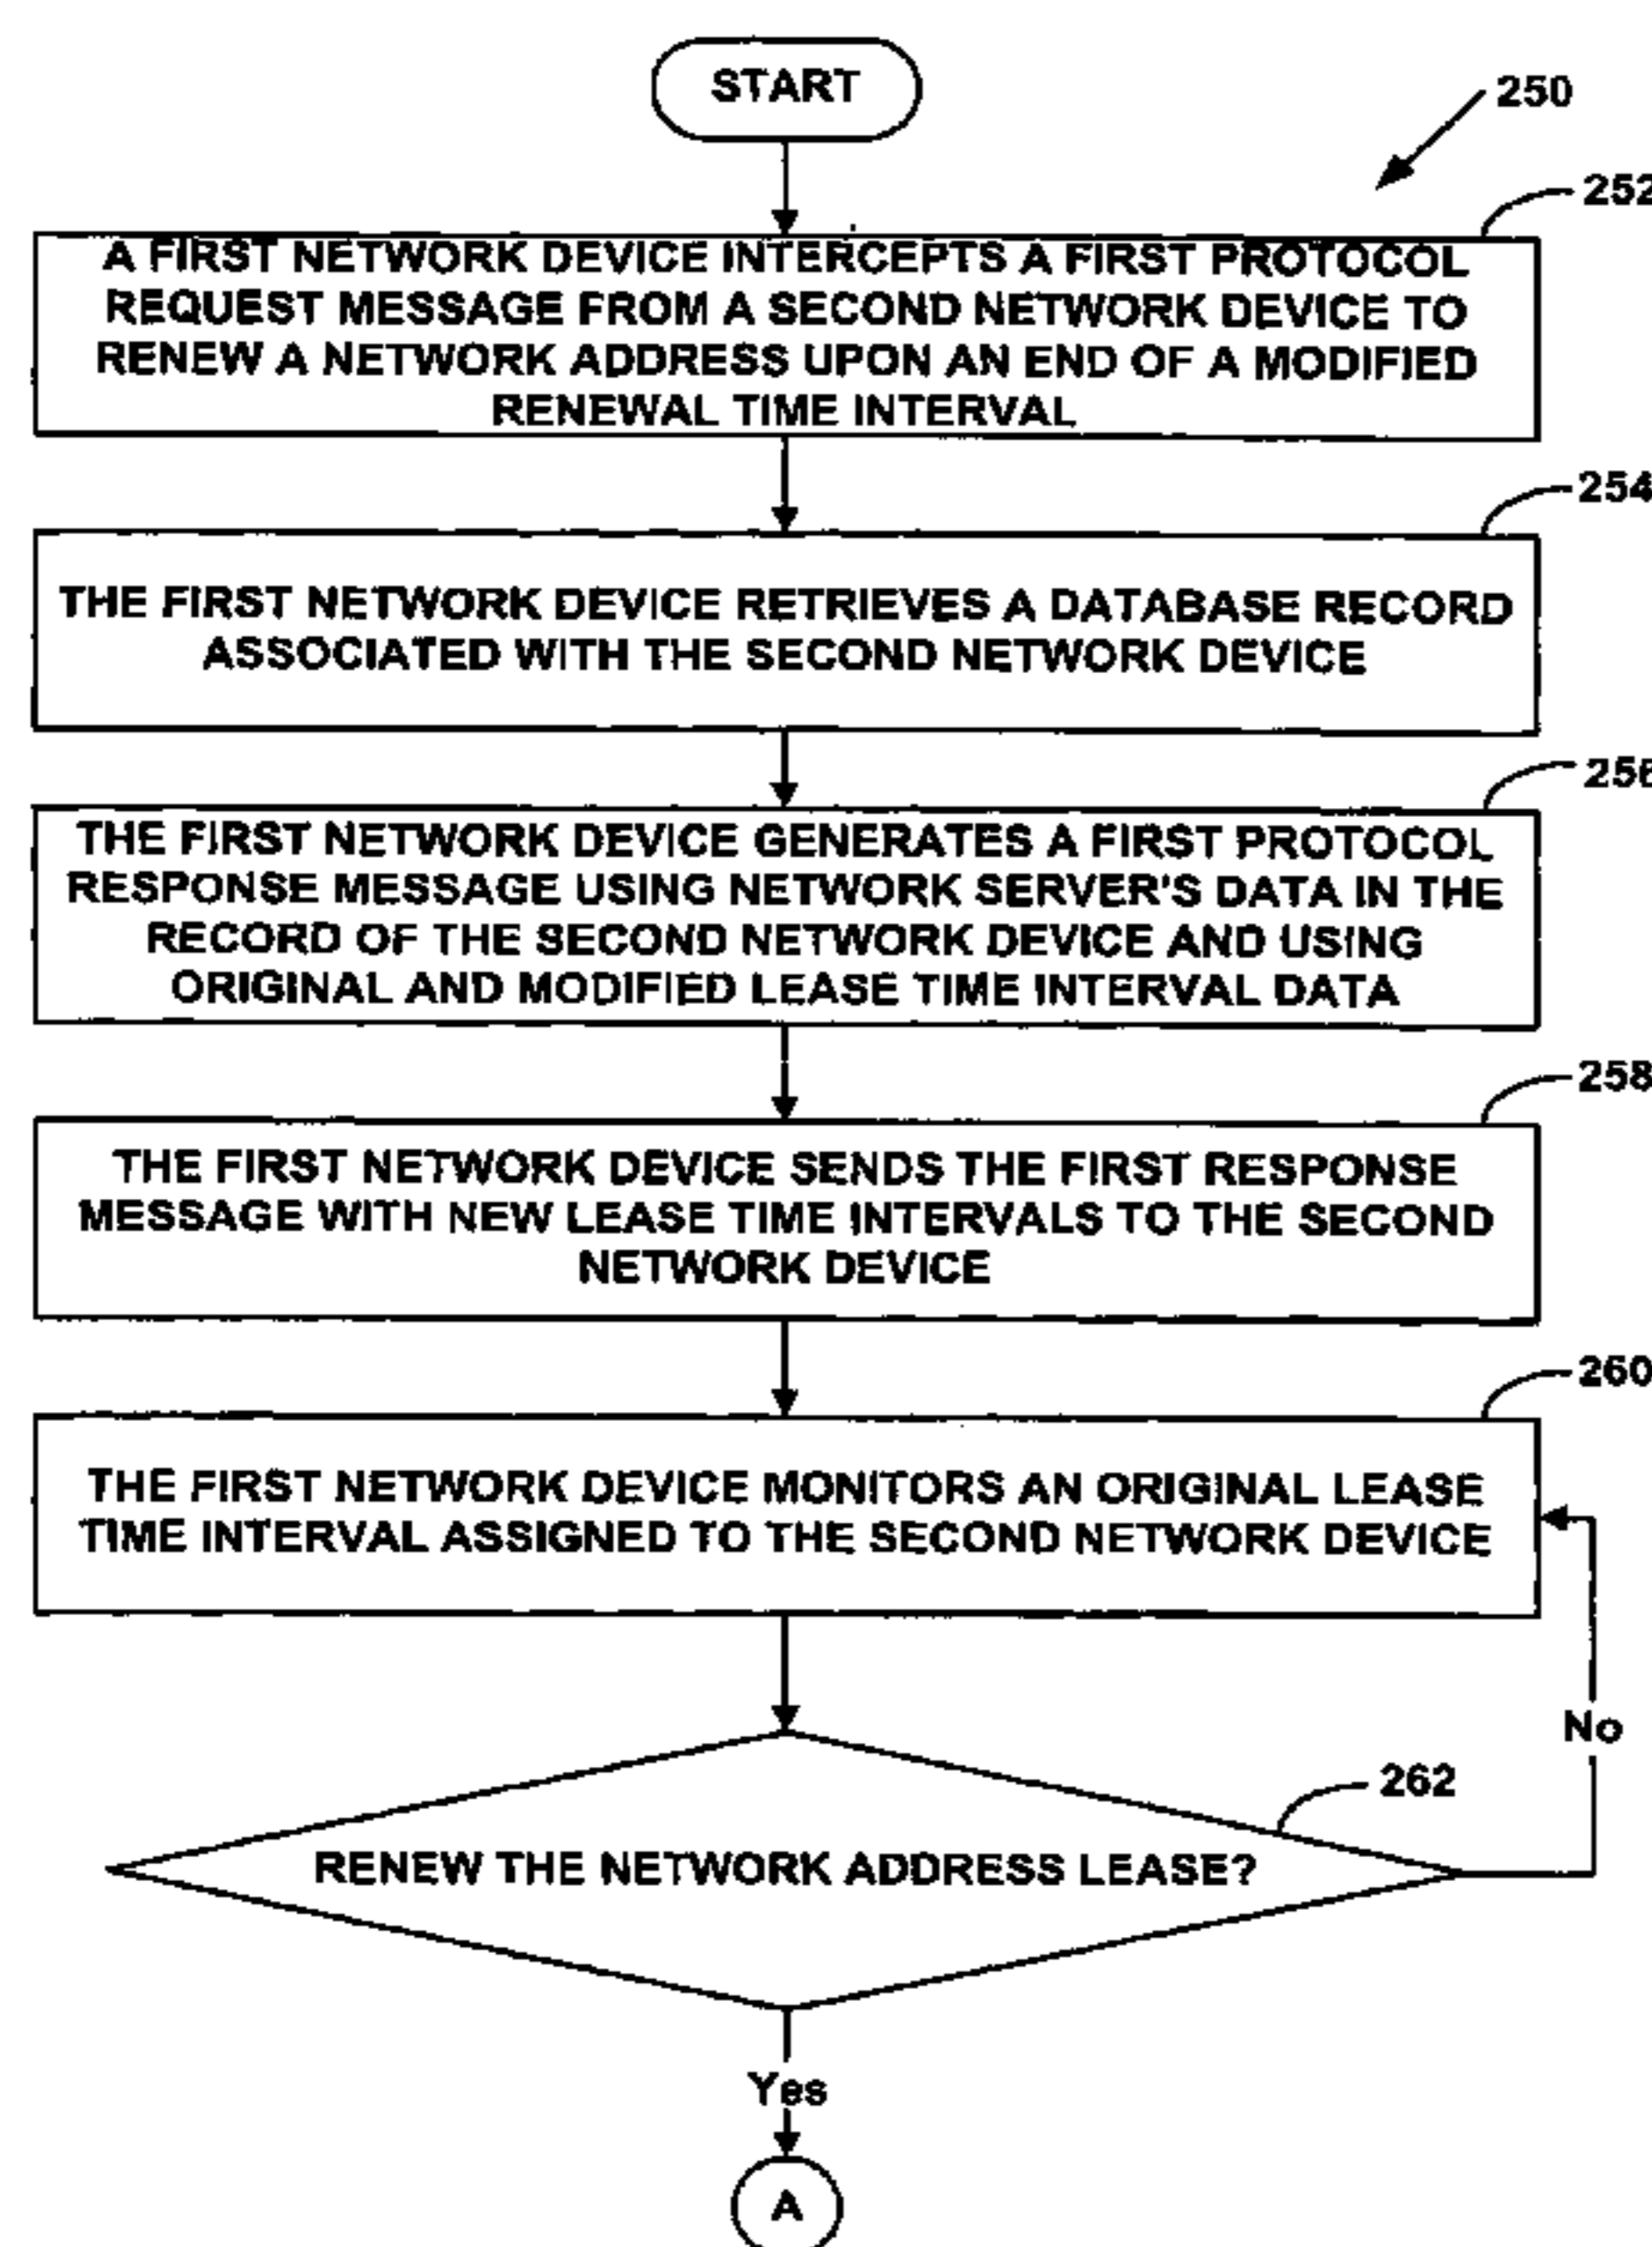 START
250
252
A FIRST NETWORK DEVICE INTERCEPTS A FIRST PROTOCOL
REQUEST MESSAGE FROM A SECOND NETWORK DEVICE TO
RENEW A NETWORK ADDRESS UPON AN END OF A MODIFIED
RENEWAL TIME INTERVAL
254
THE FIRST NETWORK DEVICE RETRIEVES A DATABASE RECORD
ASSOCIATED WITH THE SECOND NETWORK DEVICE
256
THE FIRST NETWORK DEVICE GENERATES A FIRST PROTOCOL
RESPONSE MESSAGE USING NETWORK SERVER'S DATA IN THE
RECORD OF THE SECOND NETWORK DEVICE AND USING
ORIGINAL AND MODIFIED LEASE TIME INTERVAL DATA
258
THE FIRST NETWORK DEVICE SENDS THE FIRST RESPONSE
MESSAGE WITH NEW LEASE TIME INTERVALS TO THE SECOND
NETWORK DEVICE
260
THE FIRST NETWORK DEVICE MONITORS AN ORIGINAL LEASE
TIME INTERVAL ASSIGNED TO THE SECOND NETWORK DEVICE
No
262
RENEW THE NETWORK ADDRESS LEASE?
Yes
A